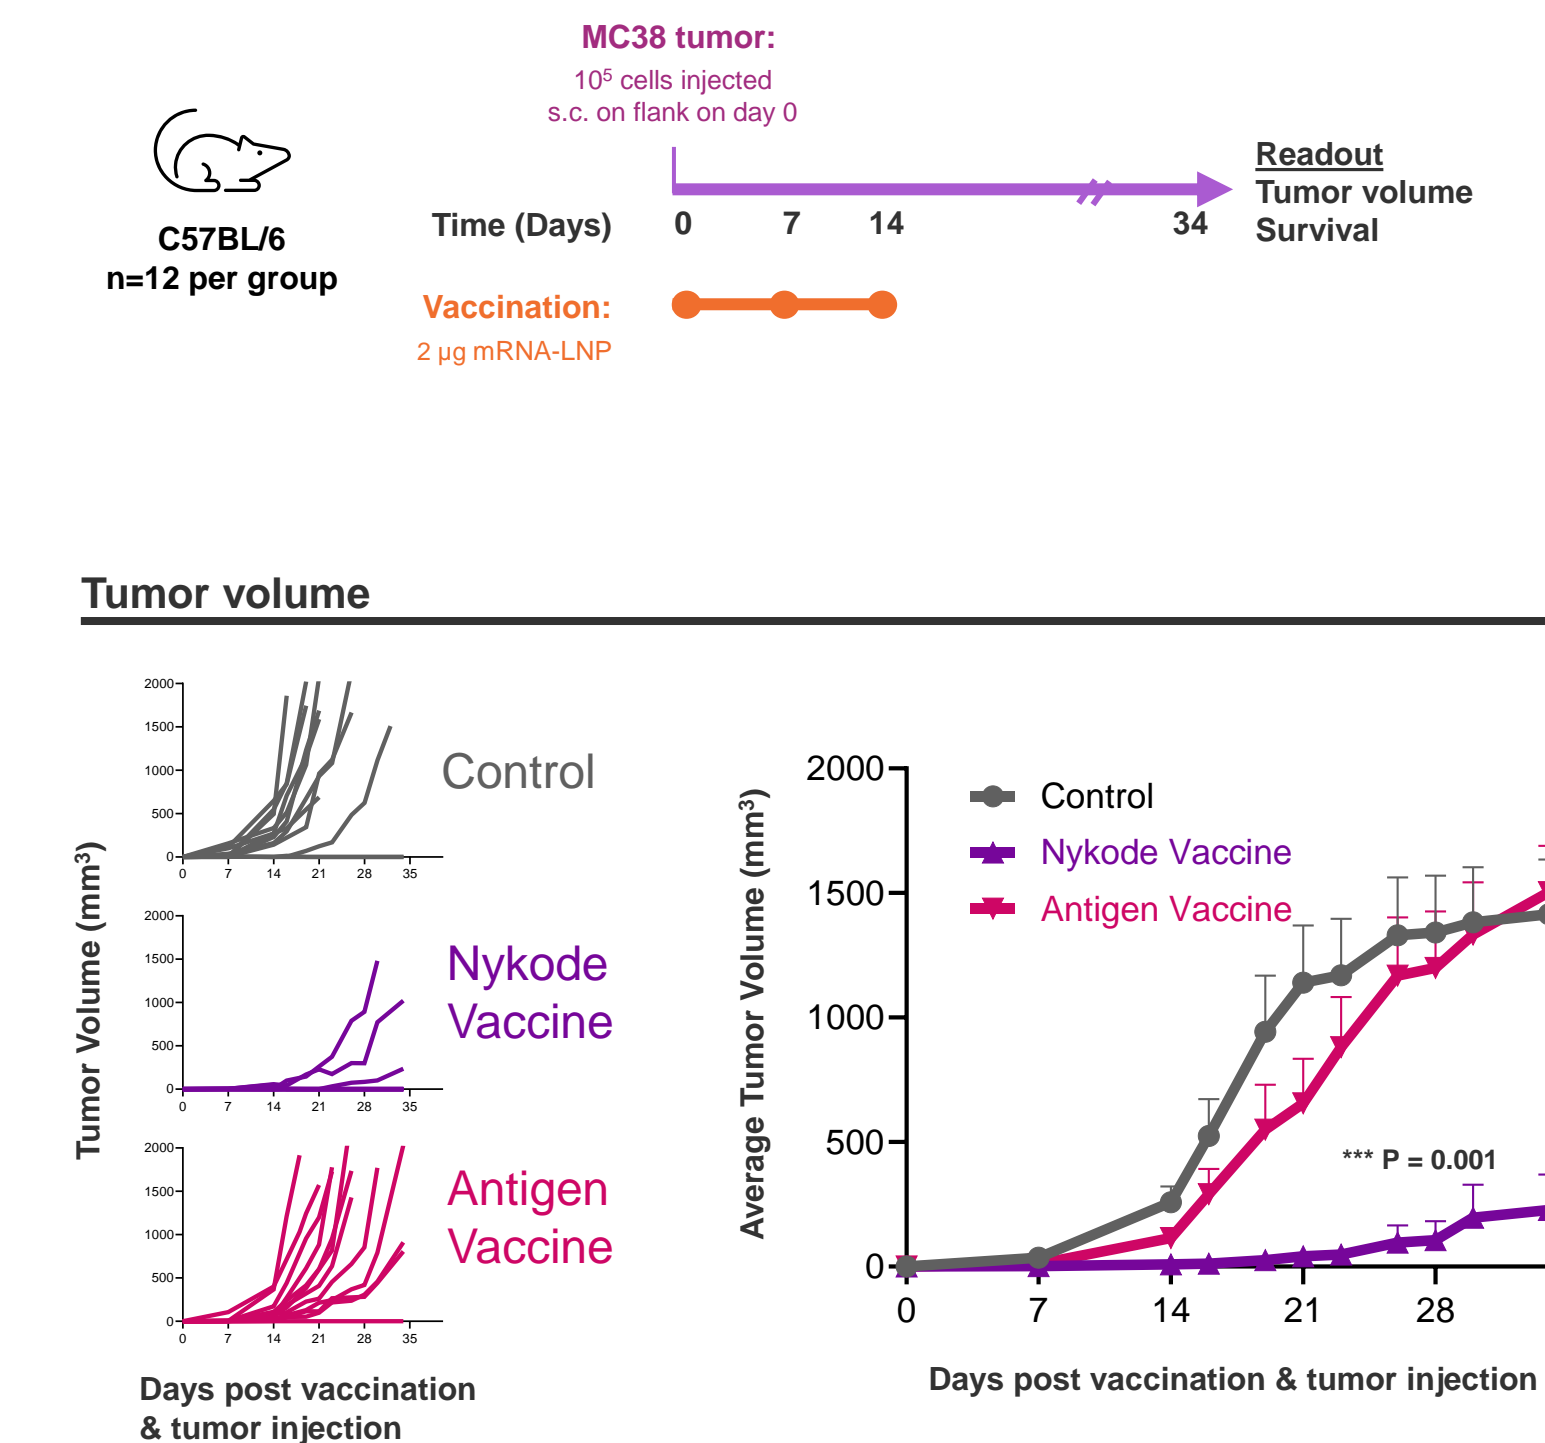 MC38 tumor:
10⁵ cells injected
s.c. on flank on day 0
C57BL/6
n=12 per group
Time (Days)
0 7 14 34
Readout
Tumor volume
Survival
Vaccination:
2 µg mRNA-LNP
Tumor volume
Tumor Volume (mm³)
2000
1500
1000
500
0
0 7 14 21 28 35
Control
2000
1500
1000
500
0
0 7 14 21 28 35
Nykode
Vaccine
2000
1500
1000
500
0
0 7 14 21 28 35
Antigen
Vaccine
Days post vaccination
& tumor injection
Average Tumor Volume (mm³)
2000
1500
1000
500
0
0 7 14 21 28
Control
Nykode Vaccine
Antigen Vaccine
*** P = 0.001
Days post vaccination & tumor injection